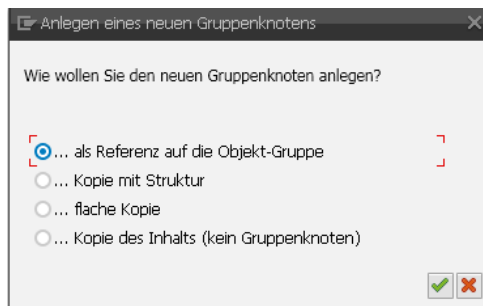 Anlegen eines neuen Gruppenknotens
Wie wollen Sie den neuen Gruppenknoten anlegen?
... als Referenz auf die Objekt-Gruppe
... Kopie mit Struktur
... flache Kopie
... Kopie des Inhalts (kein Gruppenknoten)